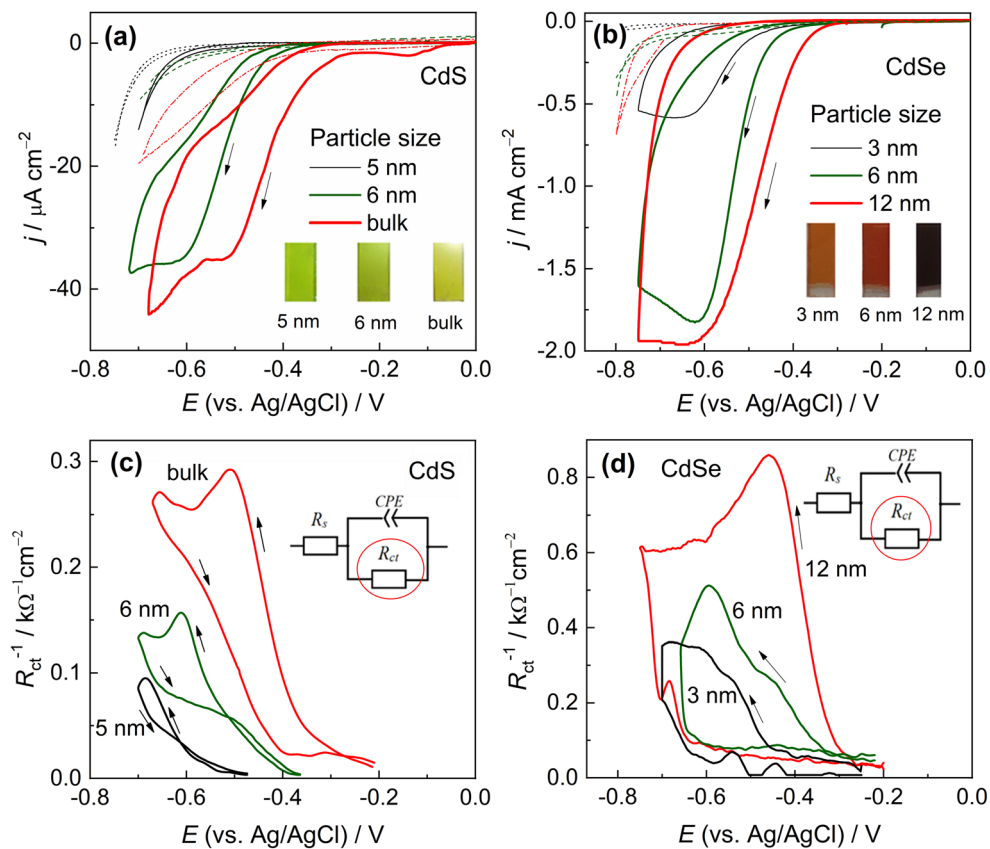 (a)
CdS
0
-20
-40
j / μA cm⁻²
Particle size
5 nm
6 nm
bulk
5 nm
6 nm
bulk
-0.8
-0.6
-0.4
-0.2
0.0
E (vs. Ag/AgCl) / V
(b)
CdSe
0.0
-0.5
-1.0
-1.5
-2.0
j / mA cm⁻²
Particle size
3 nm
6 nm
12 nm
3 nm
6 nm
12 nm
-0.8
-0.6
-0.4
-0.2
0.0
E (vs. Ag/AgCl) / V
(c)
bulk
CdS
0.3
0.2
0.1
0.0
Rct⁻¹ / kΩ⁻¹cm⁻²
CPE
Rs
Rct
6 nm
5 nm
-0.8
-0.6
-0.4
-0.2
0.0
E (vs. Ag/AgCl) / V
(d)
CdSe
0.8
0.6
0.4
0.2
0.0
Rct⁻¹ / kΩ⁻¹cm⁻²
CPE
Rs
Rct
12 nm
6 nm
3 nm
-0.8
-0.6
-0.4
-0.2
0.0
E (vs. Ag/AgCl) / V